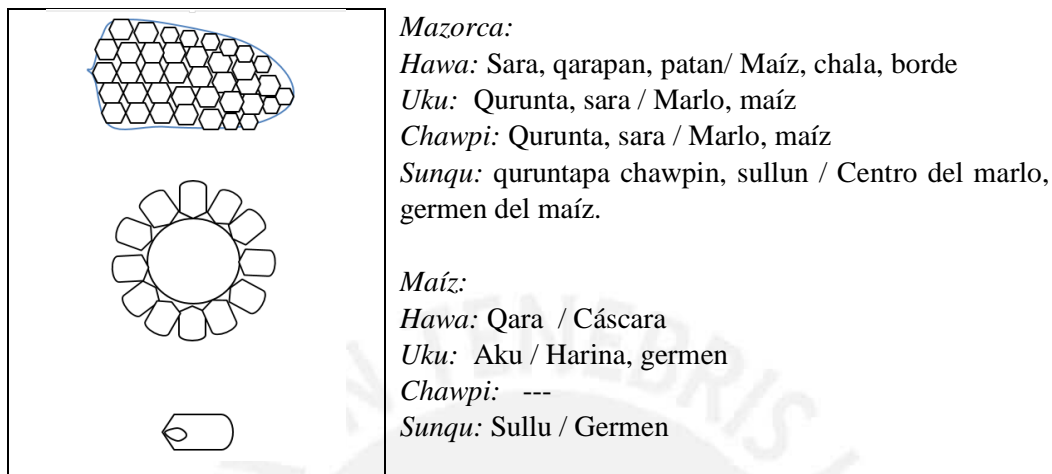 Mazorca:
Hawa: Sara, qarapan, patan/ Maíz, chala, borde
Uku: Qurunta, sara / Marlo, maíz
Chawpi: Qurunta, sara / Marlo, maíz
Sunqu: quruntapa chawpin, sullun / Centro del marlo,
germen del maíz.
Maíz:
Hawa: Qara / Cáscara
Uku: Aku / Harina, germen
Chawpi: ---
Sunqu: Sullu / Germen
TENEBRIS